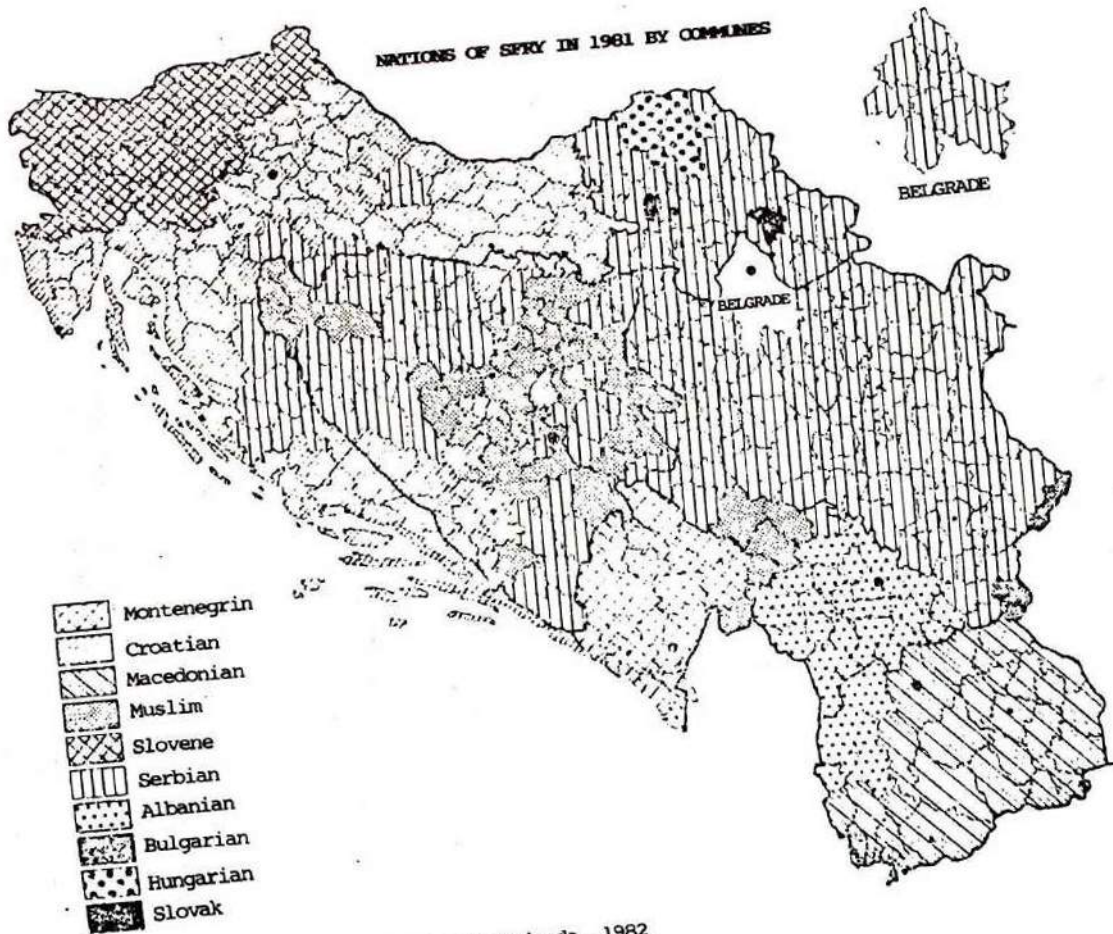 NATIONS OF SFRY IN 1981 BY COMMUNES
BELGRADE
BELGRADE
Montenegrin
Croatian
Macedonian
Muslim
Slovene
Serbian
Albanian
Bulgarian
Hungarian
Slovak
1982